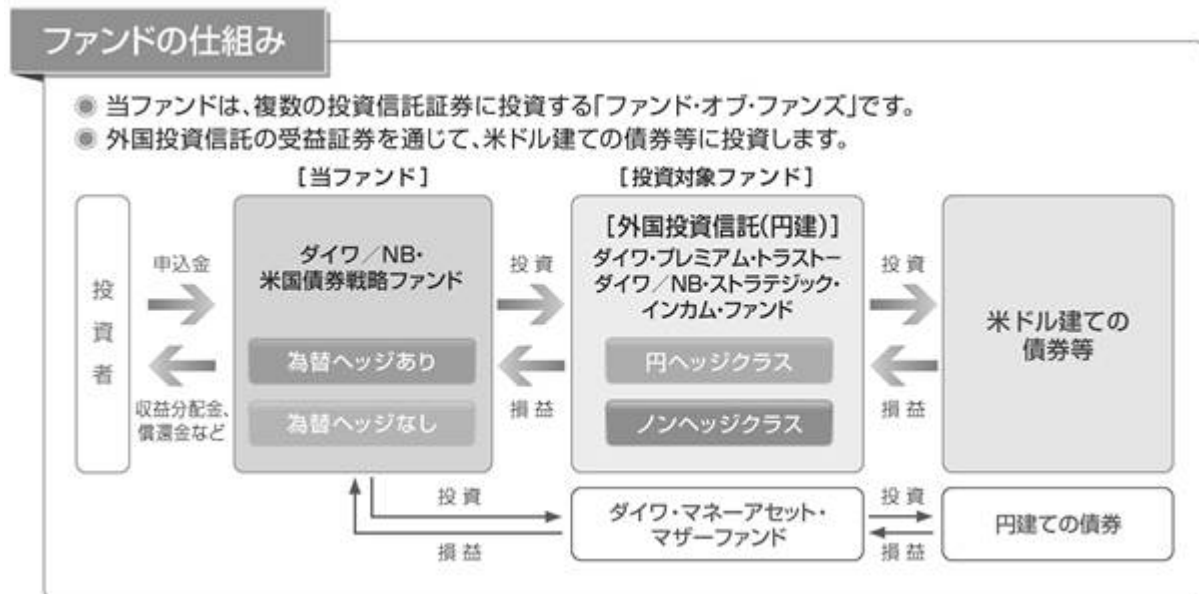 ファンドの仕組み
当ファンドは、複数の投資信託証券に投資する「ファンド・オブ・ファンズ」です。
外国投資信託の受益証券を通じて、米ドル建ての債券等に投資します。
[当ファンド]
[投資対象ファンド]
投資者
申込金
収益分配金、
償還金など
ダイワ/NB・
米国債券戦略ファンド
為替ヘッジあり
為替ヘッジなし
投資
損益
[外国投資信託(円建)]
ダイワ・プレミアム・トラスト−
ダイワ/NB・ストラテジック・
インカム・ファンド
円ヘッジクラス
ノンヘッジクラス
投資
損益
米ドル建ての
債券等
投資
損益
ダイワ・マネーアセット・
マザーファンド
投資
損益
円建ての債券